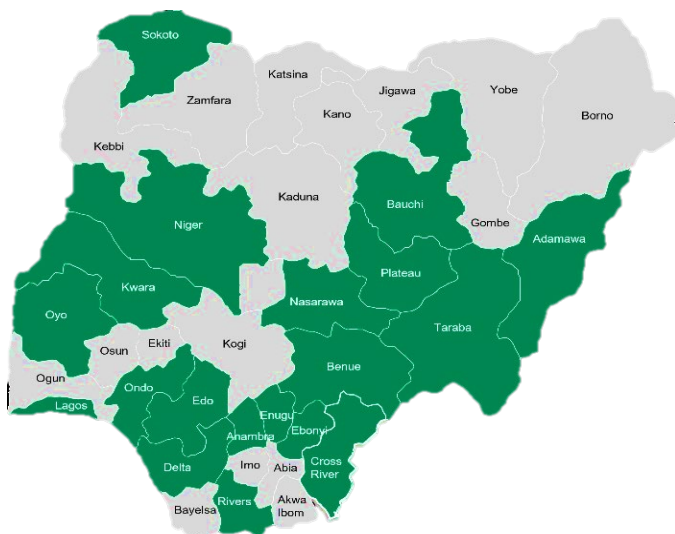 Sokoto
Katsina
Zamfara
Jigawa
Yobe
Kano
Borno
Kebbi
Kaduna
Bauchi
Gombe
Niger
Adamawa
Plateau
Kwara
Nasarawa
Oyo
Taraba
Osun
Ekiti
Kogi
Benue
Ogun
Ondo
Edo
Lagos
Enugu
Ebonyi
Anambra
Delta
Imo
Abia
Cross
River
Rivers
Bayelsa
Akwa
Ibom